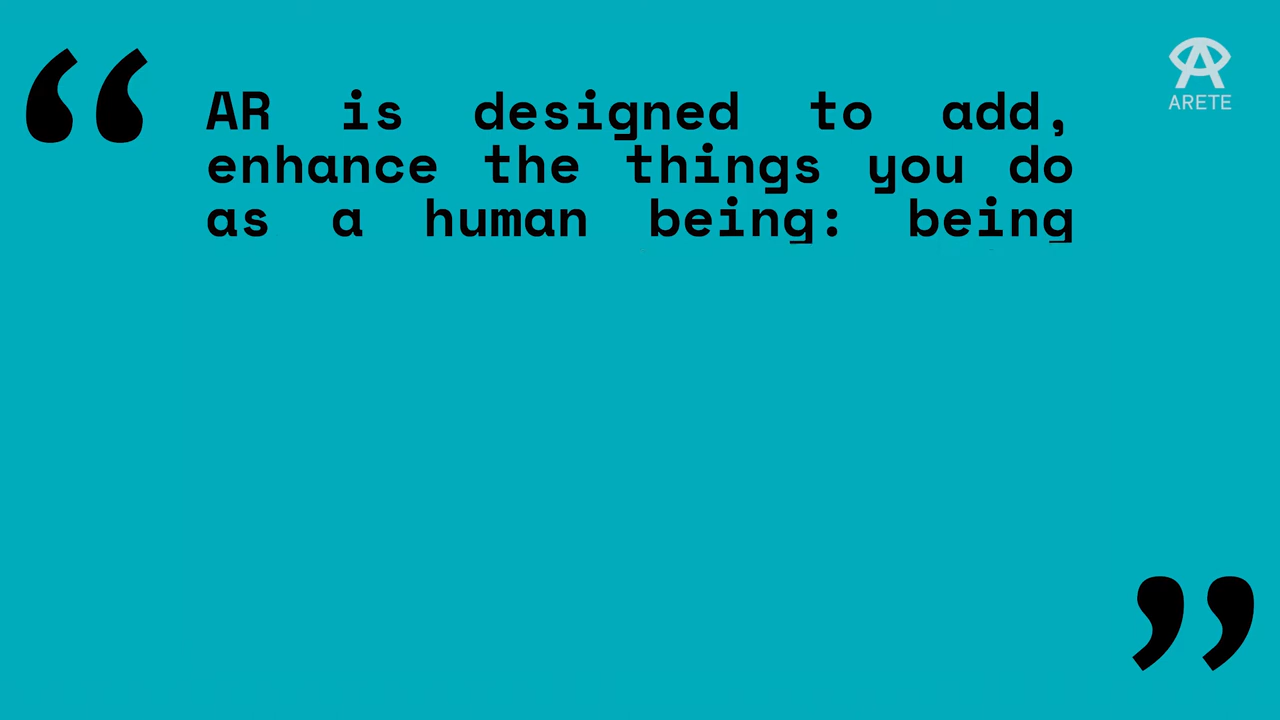 “
AR is designed to add,
enhance the things you do
as a human being: being
”
ARETE